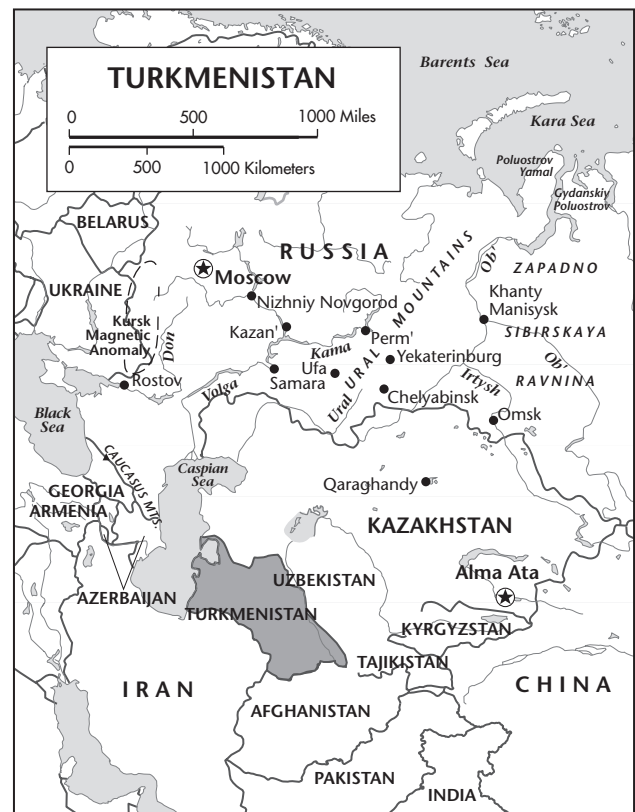 TURKMENISTAN
0 500 1000 Miles
0 500 1000 Kilometers
Barents Sea
Kara Sea
Poluostrov
Yamal
Gydanskiy
Poluostrov
BELARUS
RUSSIA
Moscow
Nizhniy Novgorod
UKRAINE
Kursk
Magnetic
Anomaly
Don
Kazan'
Perm'
Kama
Ufa
Samara
Volga
Ural
URAL MOUNTAINS
Yekaterinburg
Chelyabinsk
Ob'
ZAPADNO
Khanty
Manisysk
SIBIRSKAYA
Ob'
RAVNINA
Irtysh
Omsk
Rostov
Black
Sea
CAUCASUS MTS.
Caspian
Sea
GEORGIA
ARMENIA
AZERBAIJAN
Qaraghandy
KAZAKHSTAN
Alma Ata
UZBEKISTAN
TURKMENISTAN
KYRGYZSTAN
TAJIKISTAN
IRAN
CHINA
AFGHANISTAN
PAKISTAN
INDIA